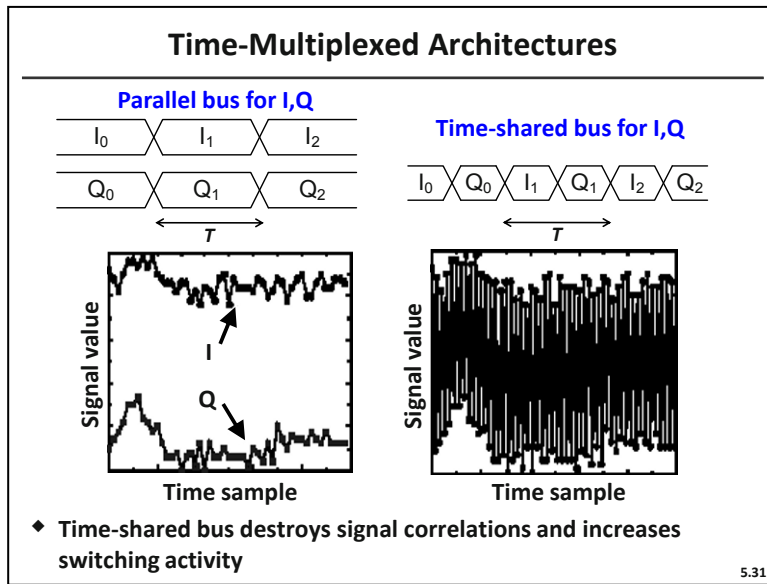 Time-Multiplexed Architectures
Parallel bus for I,Q
I₀ I₁ I₂
Q₀ Q₁ Q₂
T
Signal value
I
Q
Time sample
Time-shared bus for I,Q
I₀ Q₀ I₁ Q₁ I₂ Q₂
T
Signal value
Time sample
◆ Time-shared bus destroys signal correlations and increases
switching activity
5.31